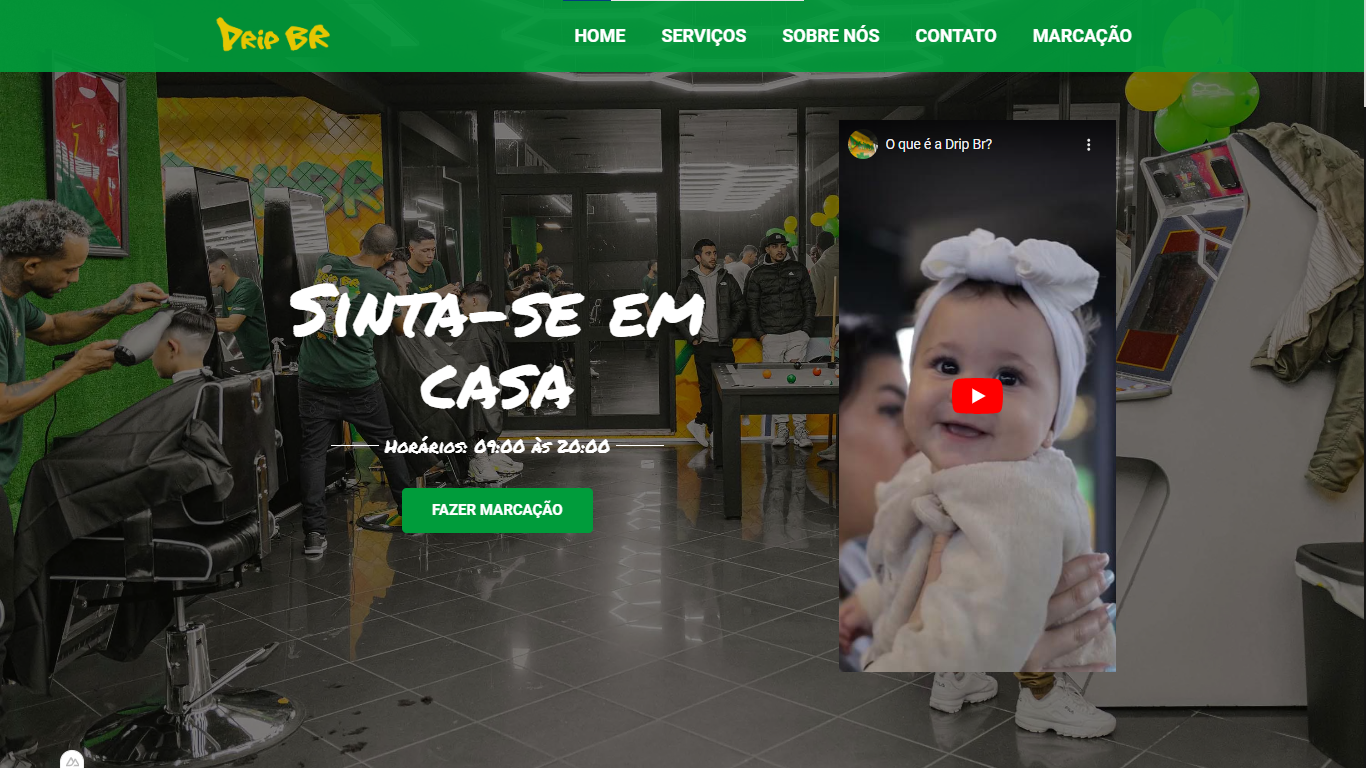 Drip BR
HOME
SERVIÇOS
SOBRE NÓS
CONTATO
MARCAÇÃO
O que é a Drip Br?
7
Sinta-se em
casa
Horários: 09:00 às 20:00
FAZER MARCAÇÃO